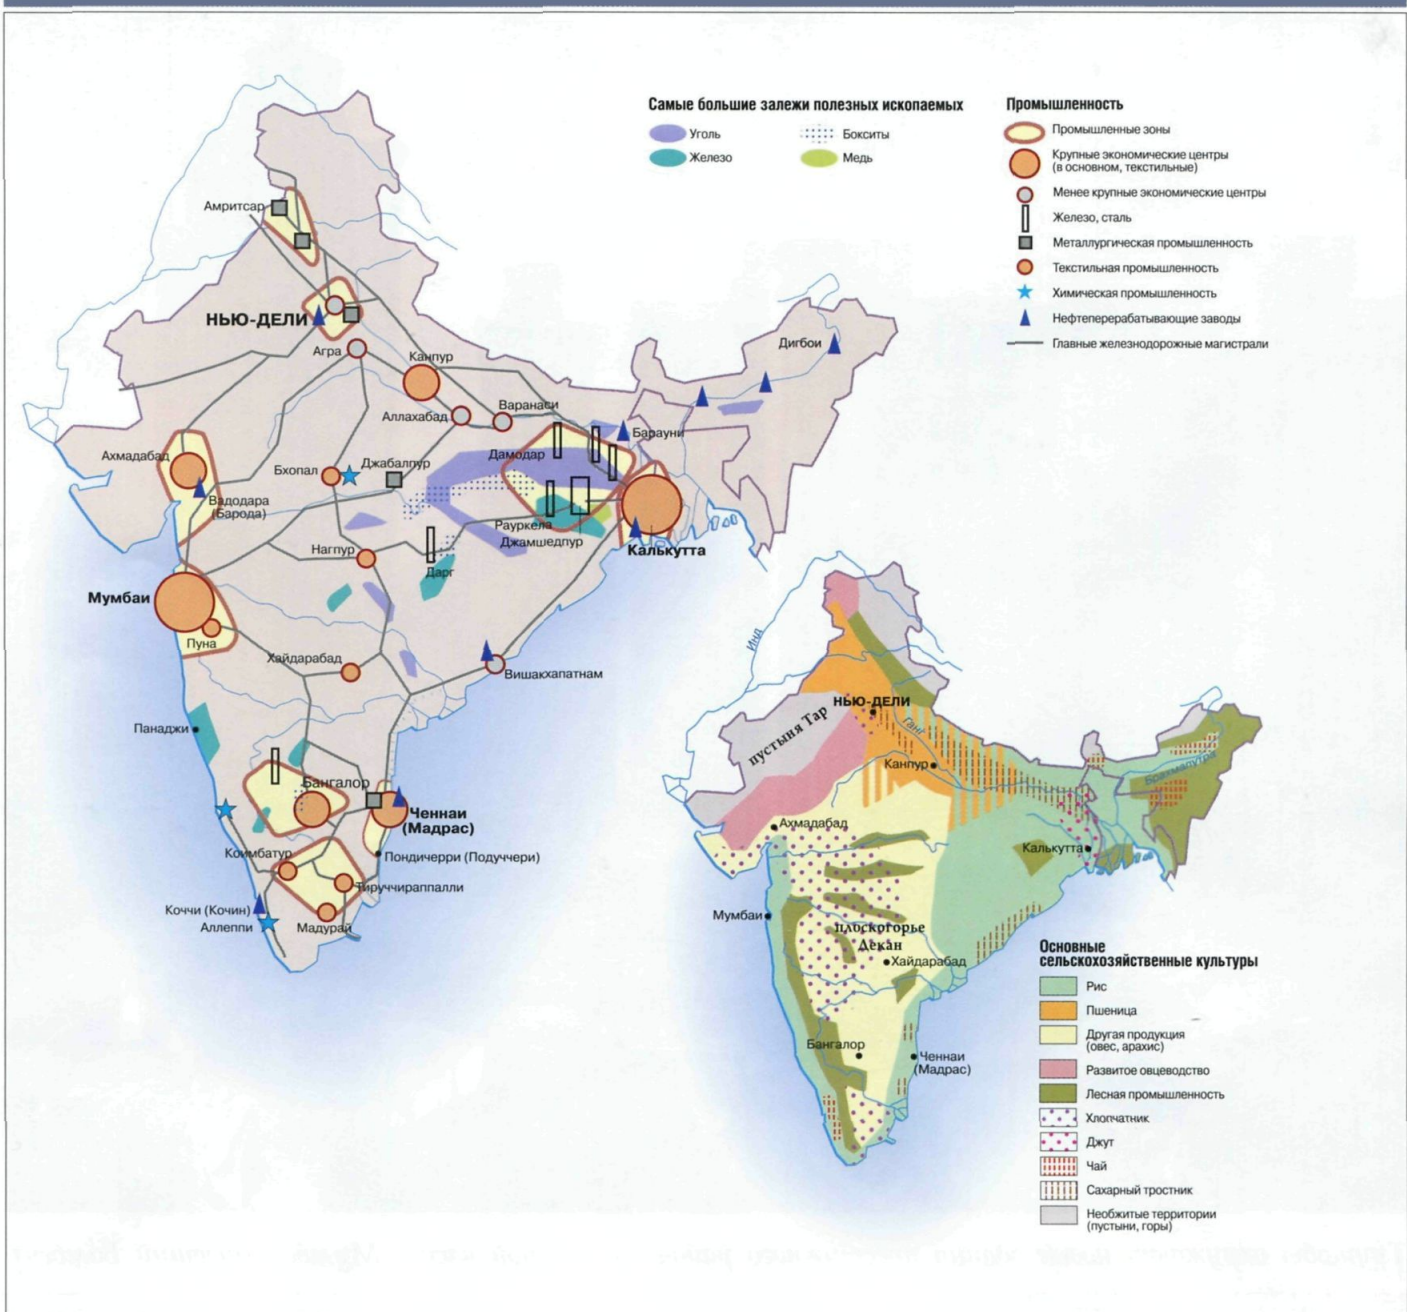 Самые большие залежи полезных ископаемых
Уголь
Бокситы
Железо
Медь
Промышленность
Промышленные зоны
Крупные экономические центры
(в основном, текстильные)
Менее крупные экономические центры
Железо, сталь
Металлургическая промышленность
Текстильная промышленность
Химическая промышленность
Нефтеперерабатывающие заводы
Главные железнодорожные магистрали
Амритсар
НЬЮ-ДЕЛИ
Агра
Канпур
Дигбои
Аллахабад
Варанаси
Барауни
Ахмадабад
Дамодар
Бхопал
Джабалпур
Вадодара
(Барода)
Рауркела
Джамшедпур
Калькутта
Нагпур
Дарг
Мумбаи
Пуна
Хайдарабад
Вишакхапатнам
Панаджи
Бангалор
Ченнаи
(Мадрас)
Коимбатур
Пондичерри (Подуччери)
Тируччираппалли
Коччи (Кочин)
Аллеппи
Мадурай
Инд
НЬЮ-ДЕЛИ
пустыня Тар
Ганг
Канпур
Брахмапутра
Ахмадабад
Калькутта
Мумбаи
плоскогорье
Декан
Хайдарабад
Бангалор
Ченнаи
(Мадрас)
Основные
сельскохозяйственные культуры
Рис
Пшеница
Другая продукция
(овес, арахис)
Развитое овцеводство
Лесная промышленность
Хлопчатник
Джут
Чай
Сахарный тростник
Необжитые территории
(пустыни, горы)